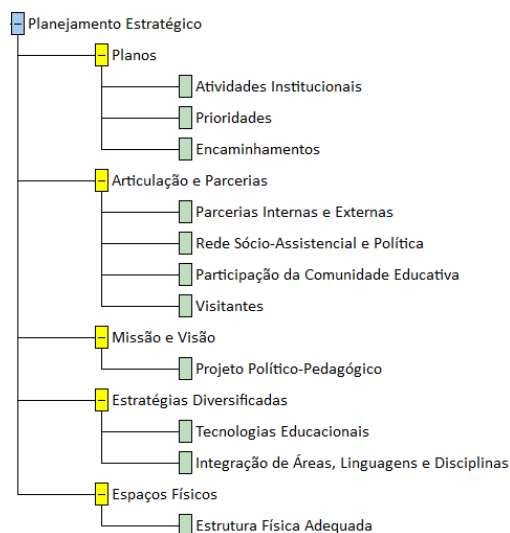 Planejamento Estratégico
Planos
Atividades Institucionais
Prioridades
Encaminhamentos
Articulação e Parcerias
Parcerias Internas e Externas
Rede Sócio-Assistencial e Política
Participação da Comunidade Educativa
Visitantes
Missão e Visão
Projeto Político-Pedagógico
Estratégias Diversificadas
Tecnologias Educacionais
Integração de Áreas, Linguagens e Disciplinas
Espaços Físicos
Estrutura Física Adequada